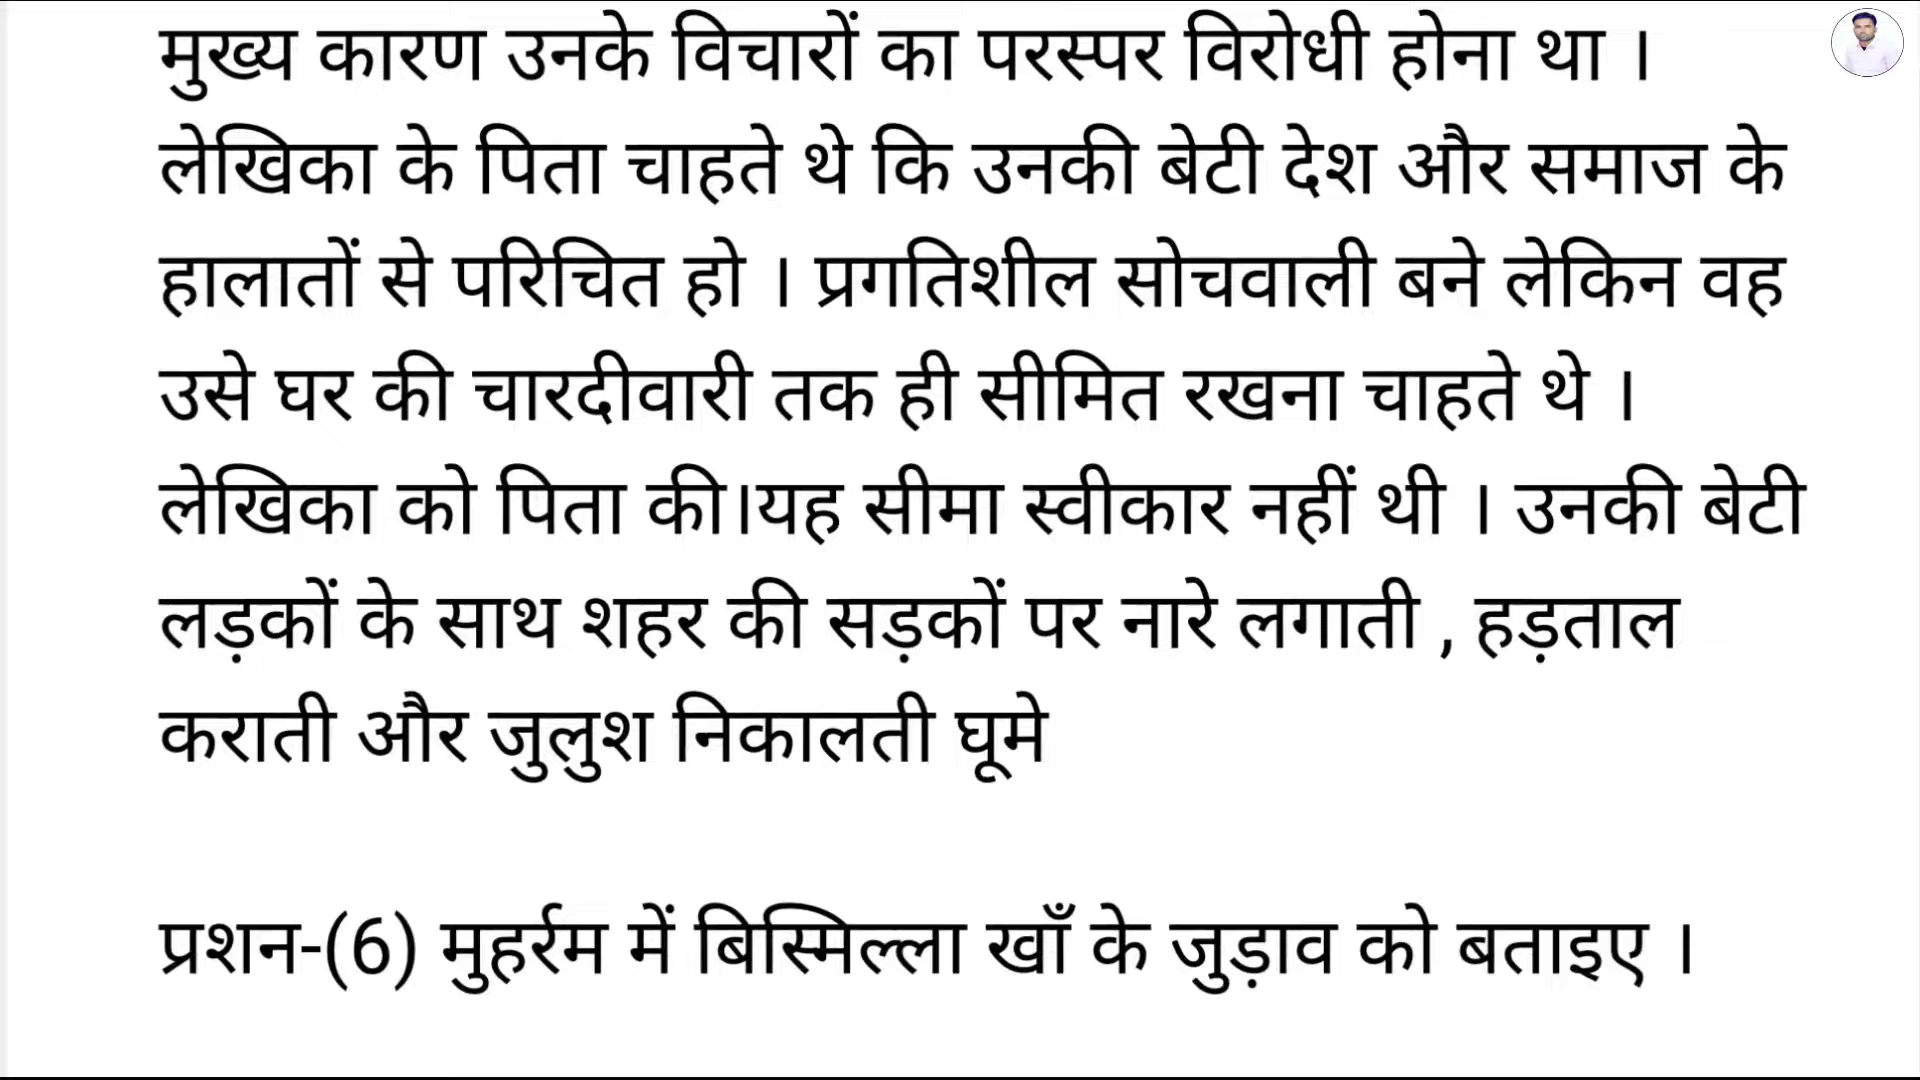 मुख्य कारण उनके विचारों का परस्पर विरोधी होना था ।
लेखिका के पिता चाहते थे कि उनकी बेटी देश और समाज के
हालातों से परिचित हो । प्रगतिशील सोचवाली बने लेकिन वह
उसे घर की चारदीवारी तक ही सीमित रखना चाहते थे ।
लेखिका को पिता की।यह सीमा स्वीकार नहीं थी । उनकी बेटी
लड़कों के साथ शहर की सड़कों पर नारे लगाती , हड़ताल
कराती और जुलुश निकालती घूमे
प्रशन-(6) मुहर्रम में बिस्मिल्ला खाँ के जुड़ाव को बताइए ।